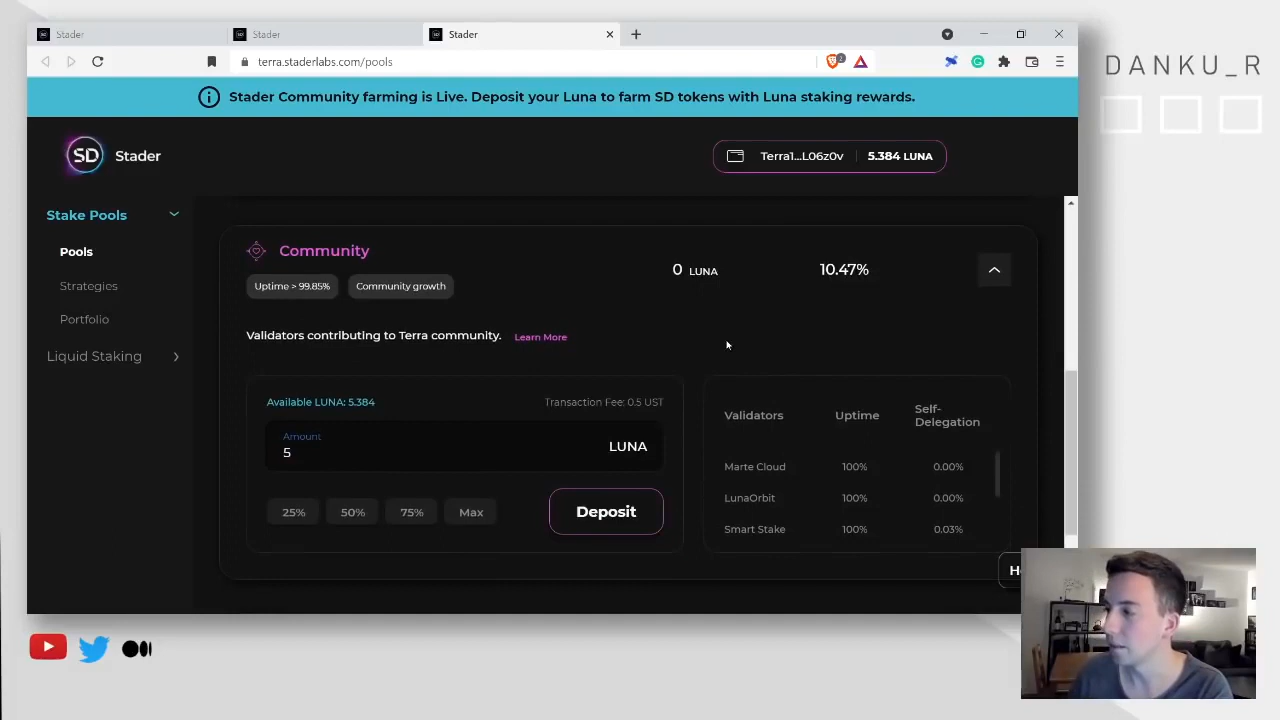 Stader
Stader
Stader
terra.staderlabs.com/pools
2
DANKU_R
Stader Community farming is Live. Deposit your Luna to farm SD tokens with Luna staking rewards.
SD Stader
Terra1...L06z0v 5.384 LUNA
Stake Pools
Pools
Strategies
Portfolio
Liquid Staking
Community
0 LUNA
10.47%
Uptime > 99.85%
Community growth
Validators contributing to Terra community. Learn More
Available LUNA: 5.384
Transaction Fee: 0.5 UST
Amount
5
LUNA
25%
50%
75%
Max
Deposit
Validators Uptime Self-
Delegation
Marte Cloud 100% 0.00%
LunaOrbit 100% 0.00%
Smart Stake 100% 0.03%